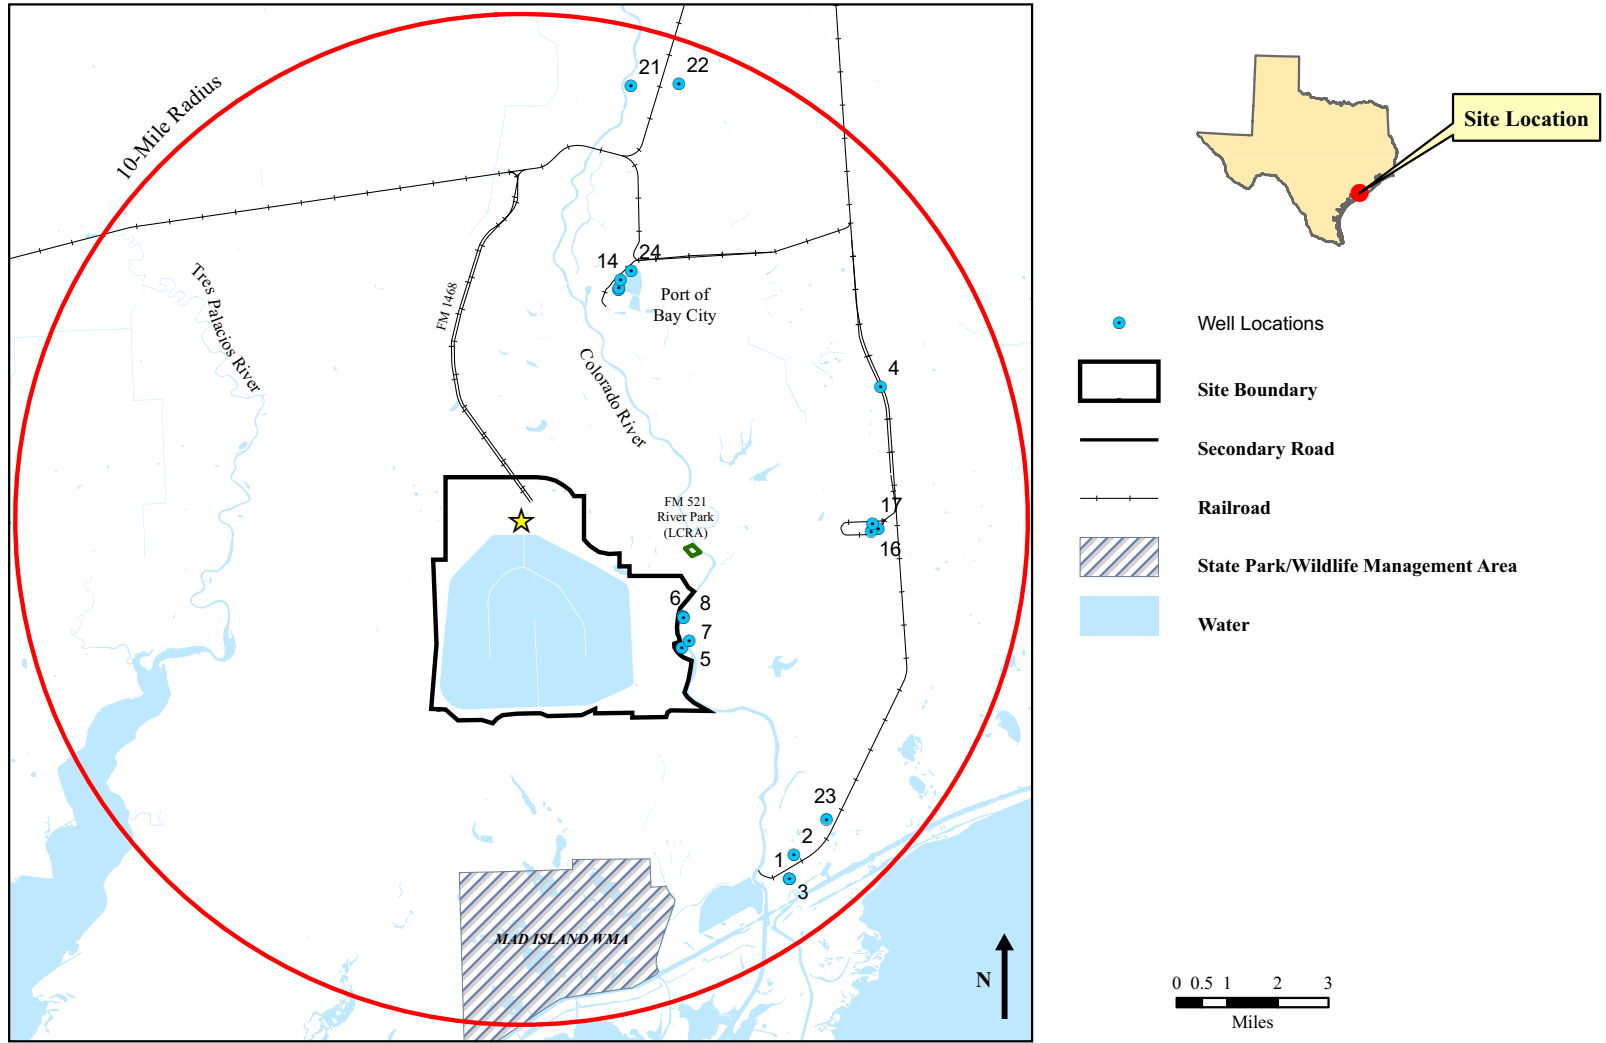 21
22
10-Mile Radius
Site Location
14
24
Port of
Bay City
FM 1468
Tres Palacios River
Colorado River
4
Well Locations
Site Boundary
Secondary Road
Railroad
State Park/Wildlife Management Area
Water
FM 521
River Park
(LCRA)
17
16
6
8
7
5
23
2
1
3
MAD ISLAND WMA
N
0 0.5 1 2 3
Miles